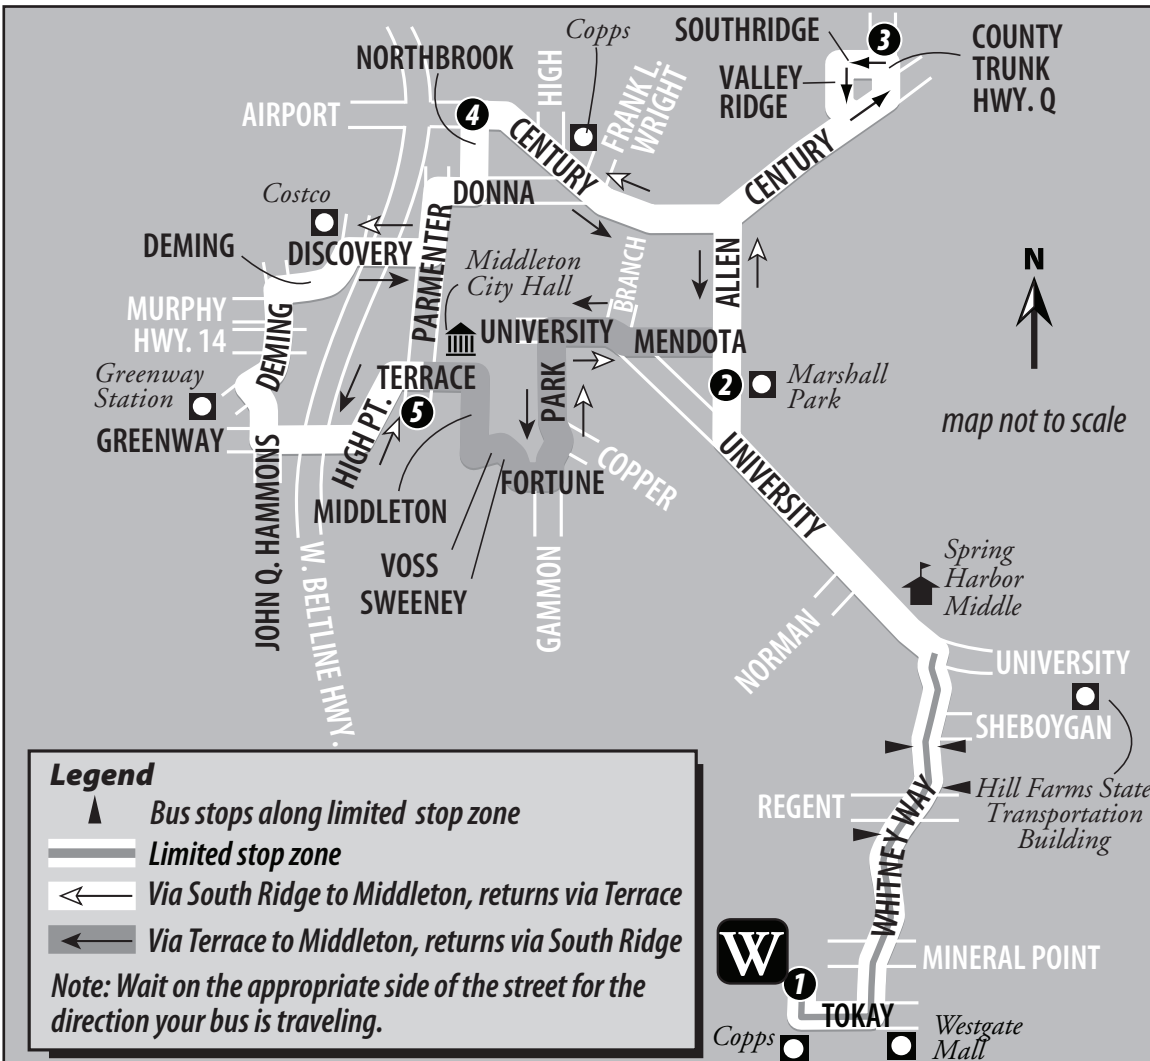 Copps
SOUTHRIDGE
3
COUNTY
TRUNK
HWY. Q
NORTHBROOK
HIGH
FRANK L.
WRIGHT
VALLEY
RIDGE
AIRPORT
4
CENTURY
CENTURY
Costco
DONNA
DEMING
DISCOVERY
PARMENTER
Middleton
City Hall
BRANCH
ALLEN
N
MURPHY
HWY. 14
DEMING
UNIVERSITY
MENDOTA
Greenway
Station
TERRACE
PARK
2
Marshall
Park
5
map not to scale
GREENWAY
HIGH PT.
COPPER
UNIVERSITY
FORTUNE
MIDDLETON
JOHN Q. HAMMONS
W. BELTLINE HWY.
VOSS
SWEENEY
GAMMON
Spring
Harbor
Middle
NORMAN
UNIVERSITY
SHEBOYGAN
Hill Farms State
Transportation
Building
REGENT
WHITNEY WAY
Legend
Bus stops along limited stop zone
Limited stop zone
Via South Ridge to Middleton, returns via Terrace
Via Terrace to Middleton, returns via South Ridge
Note: Wait on the appropriate side of the street for the
direction your bus is traveling.
W
1
MINERAL POINT
TOKAY
Copps
Westgate
Mall